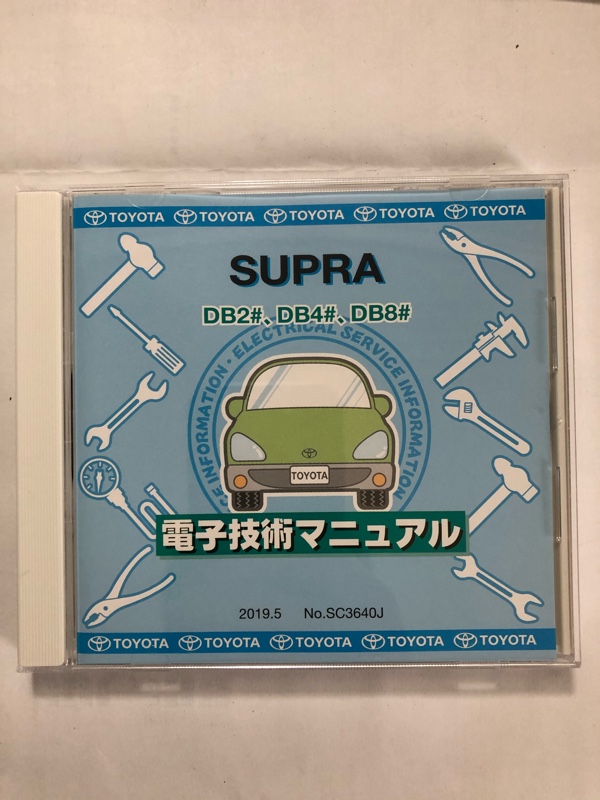 TOYOTA TOYOTA TOYOTA TOYOTA TOYOTA
SUPRA
DB2#、DB4#、DB8#
INFORMATION・ELECTRICAL SERVICE INFORMATION
TOYOTA
電子技術マニュアル
2019.5 No.SC3640J
TOYOTA TOYOTA TOYOTA TOYOTA TOYOTA